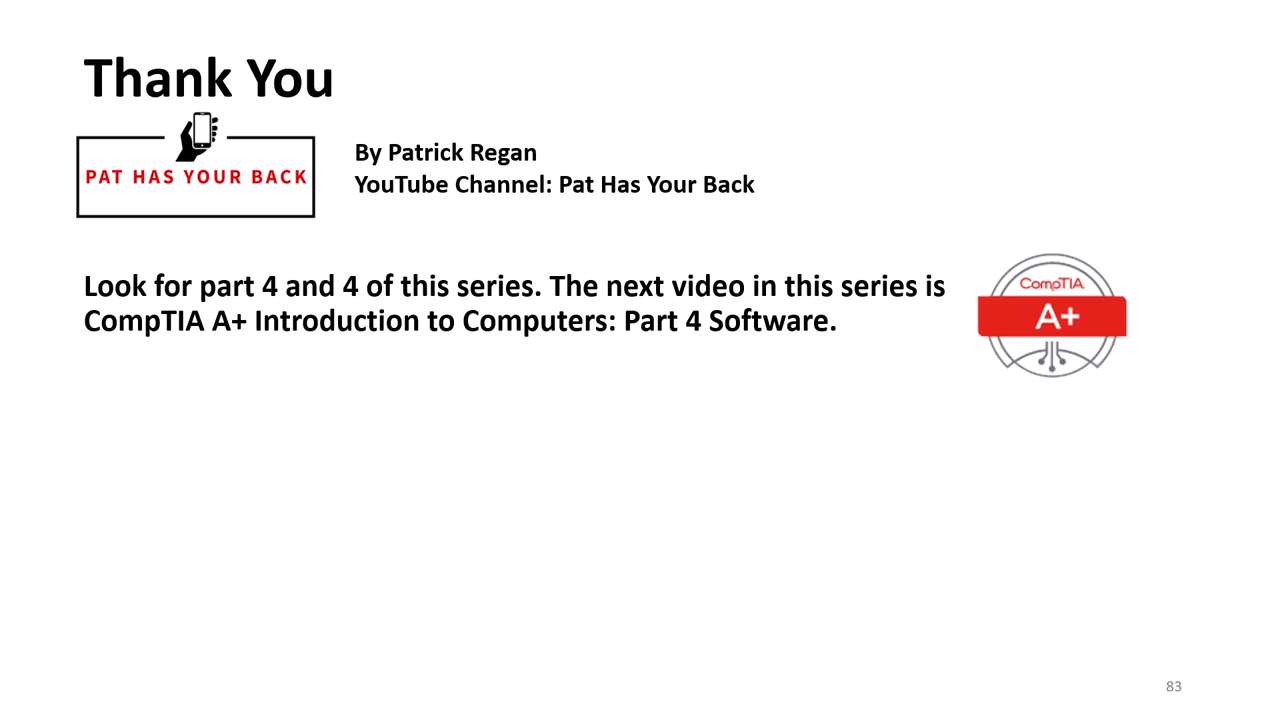 Thank You
PAT HAS YOUR BACK
By Patrick Regan
YouTube Channel: Pat Has Your Back
Look for part 4 and 4 of this series. The next video in this series is
CompTIA A+ Introduction to Computers: Part 4 Software.
CompTIA.
A+
83